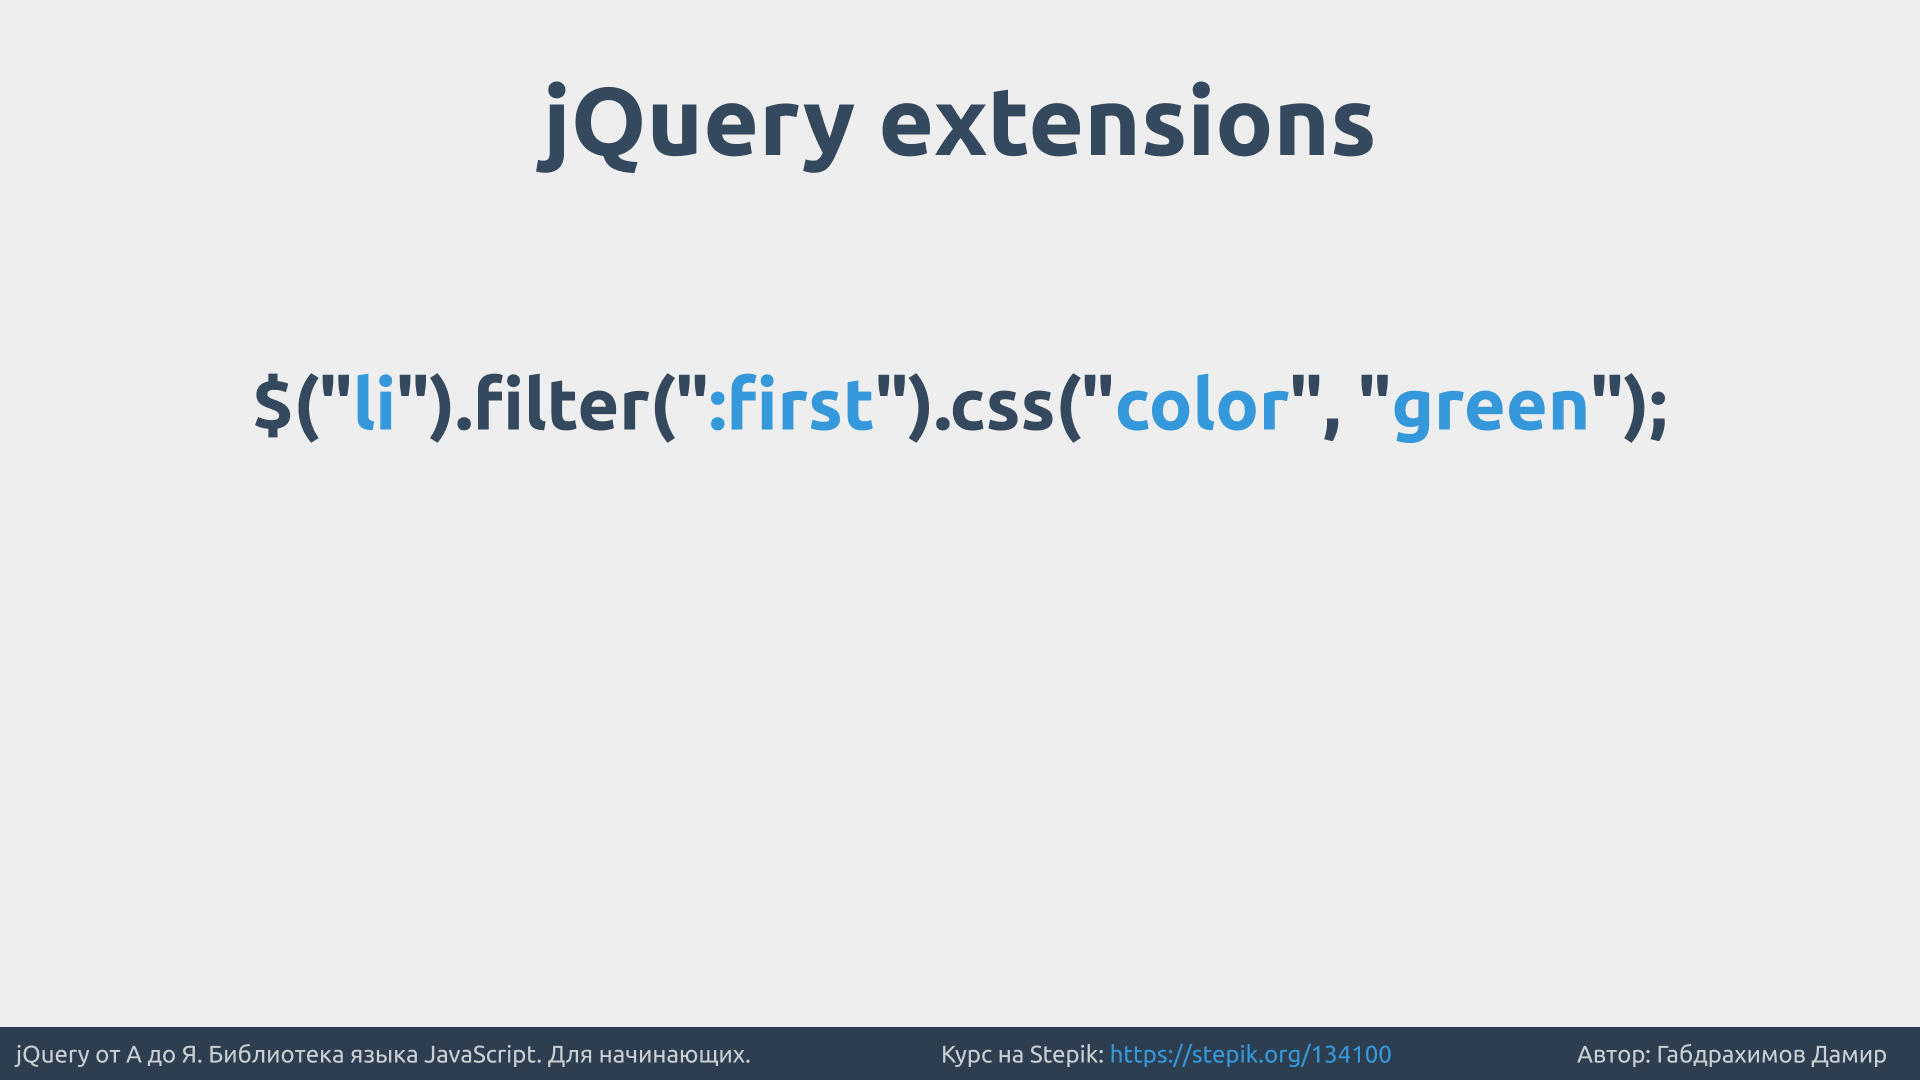 jQuery extensions
$("li").filter(":first").css("color", "green");
jQuery от А до Я. Библиотека языка JavaScript. Для начинающих.
Курс на Stepik: https://stepik.org/134100
Автор: Габдрахимов Дамир